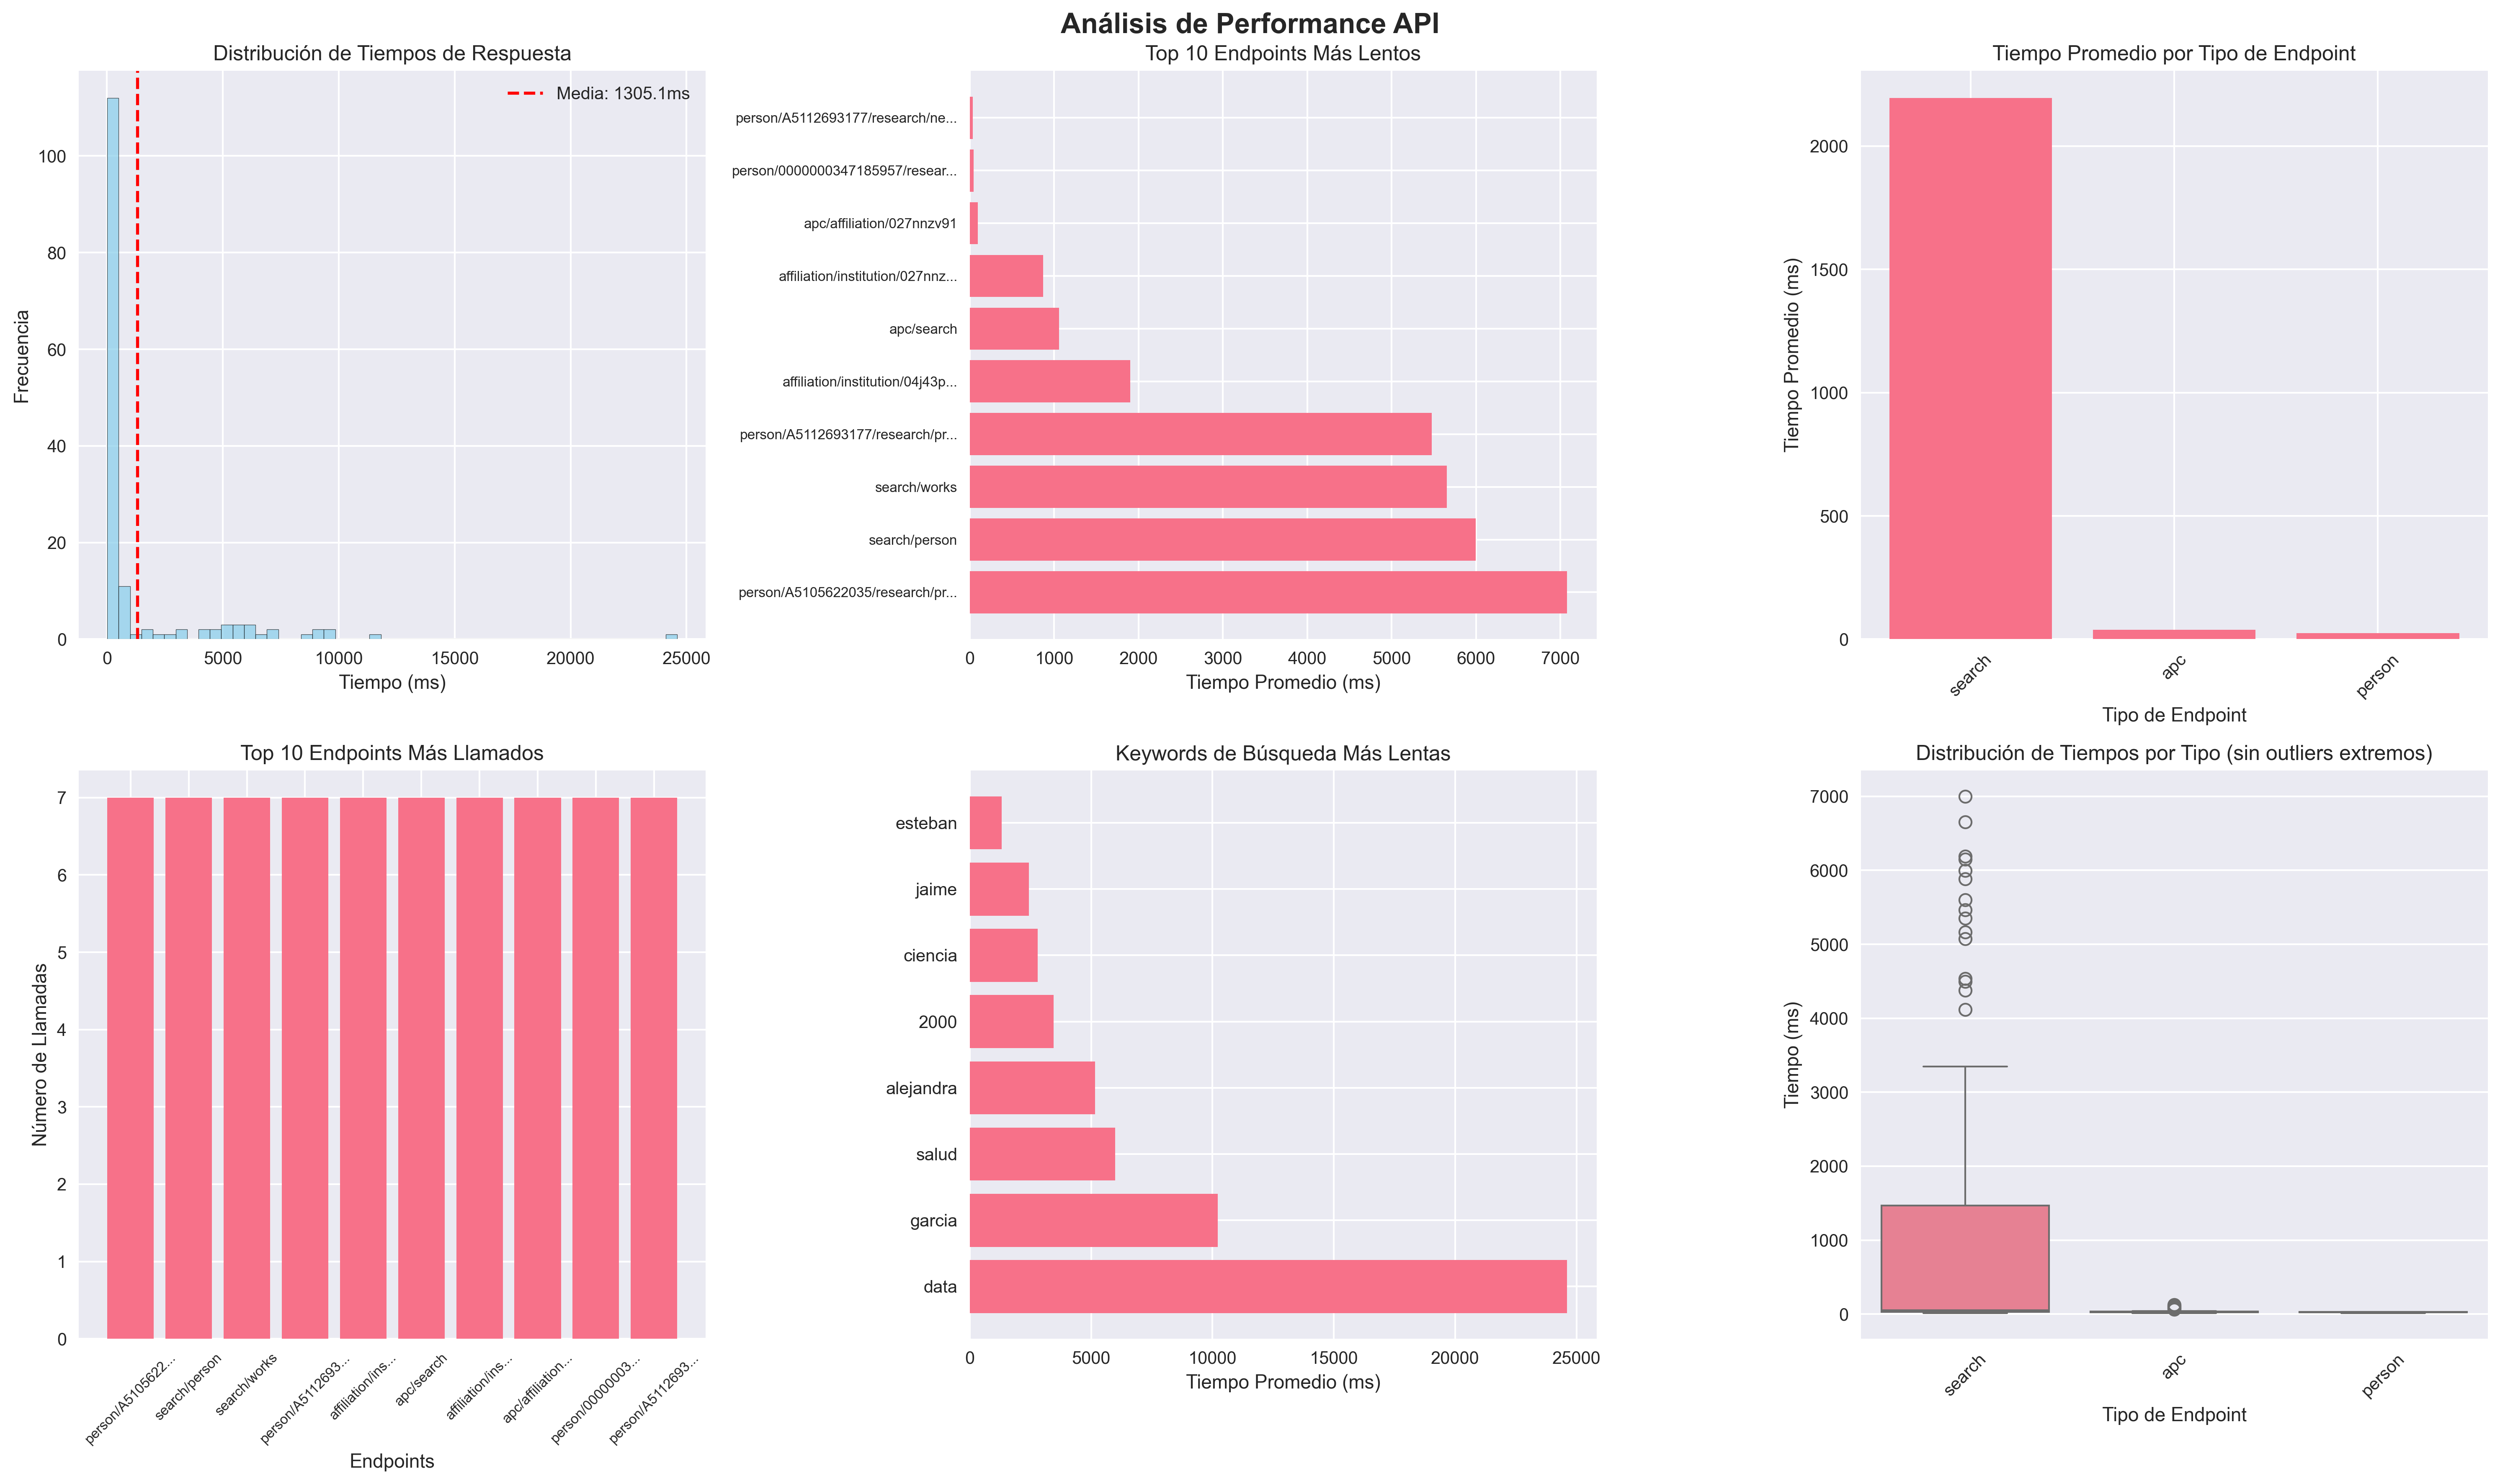 Análisis de Performance API
Distribución de Tiempos de Respuesta
Media: 1305.1ms
Frecuencia
100
80
60
40
20
0
0 5000 10000 15000 20000 25000
Tiempo (ms)
Top 10 Endpoints Más Lentos
person/A5112693177/research/ne...
person/0000000347185957/resear...
apc/affiliation/027nnzv91
affiliation/institution/027nnz...
apc/search
affiliation/institution/04j43p...
person/A5112693177/research/pr...
search/works
search/person
person/A5105622035/research/pr...
0 1000 2000 3000 4000 5000 6000 7000
Tiempo Promedio (ms)
Tiempo Promedio por Tipo de Endpoint
Tiempo Promedio (ms)
2000
1500
1000
500
0
search apc person
Tipo de Endpoint
Top 10 Endpoints Más Llamados
Número de Llamadas
7
6
5
4
3
2
1
0
person/A5105622...
search/person
search/works
person/A5112693...
affiliation/ins...
apc/search
affiliation/ins...
apc/affiliation...
person/00000003...
person/A5112693...
Endpoints
Keywords de Búsqueda Más Lentas
esteban
jaime
ciencia
2000
alejandra
salud
garcia
data
0 5000 10000 15000 20000 25000
Tiempo Promedio (ms)
Distribución de Tiempos por Tipo (sin outliers extremos)
Tiempo (ms)
7000
6000
5000
4000
3000
2000
1000
0
search apc person
Tipo de Endpoint